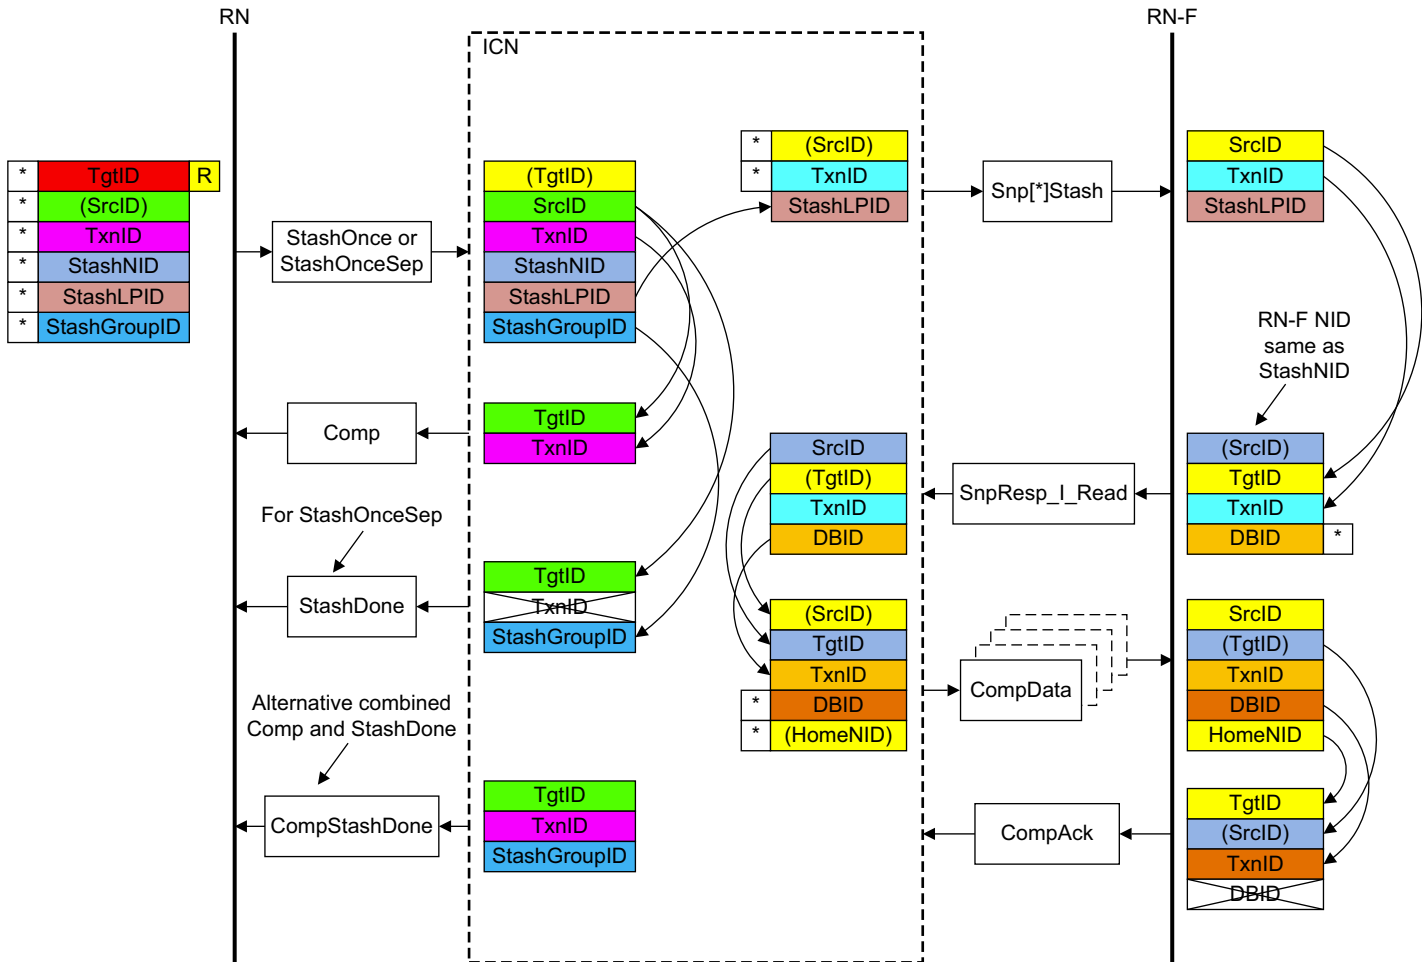 RN
RN-F
ICN
* TgtID R
* (SrcID)
* TxnID
* StashNID
* StashLPID
* StashGroupID
StashOnce or
StashOnceSep
(TgtID)
SrcID
TxnID
StashNID
StashLPID
StashGroupID
* (SrcID)
* TxnID
StashLPID
Snp[*]Stash
SrcID
TxnID
StashLPID
RN-F NID
same as
StashNID
Comp
TgtID
TxnID
SrcID
(TgtID)
TxnID
DBID
SnpResp_I_Read
(SrcID)
TgtID
TxnID
DBID *
For StashOnceSep
StashDone
TgtID
TxnID
StashGroupID
(SrcID)
TgtID
TxnID
* DBID
* (HomeNID)
CompData
SrcID
(TgtID)
TxnID
DBID
HomeNID
Alternative combined
Comp and StashDone
CompStashDone
TgtID
TxnID
StashGroupID
CompAck
TgtID
(SrcID)
TxnID
DBID